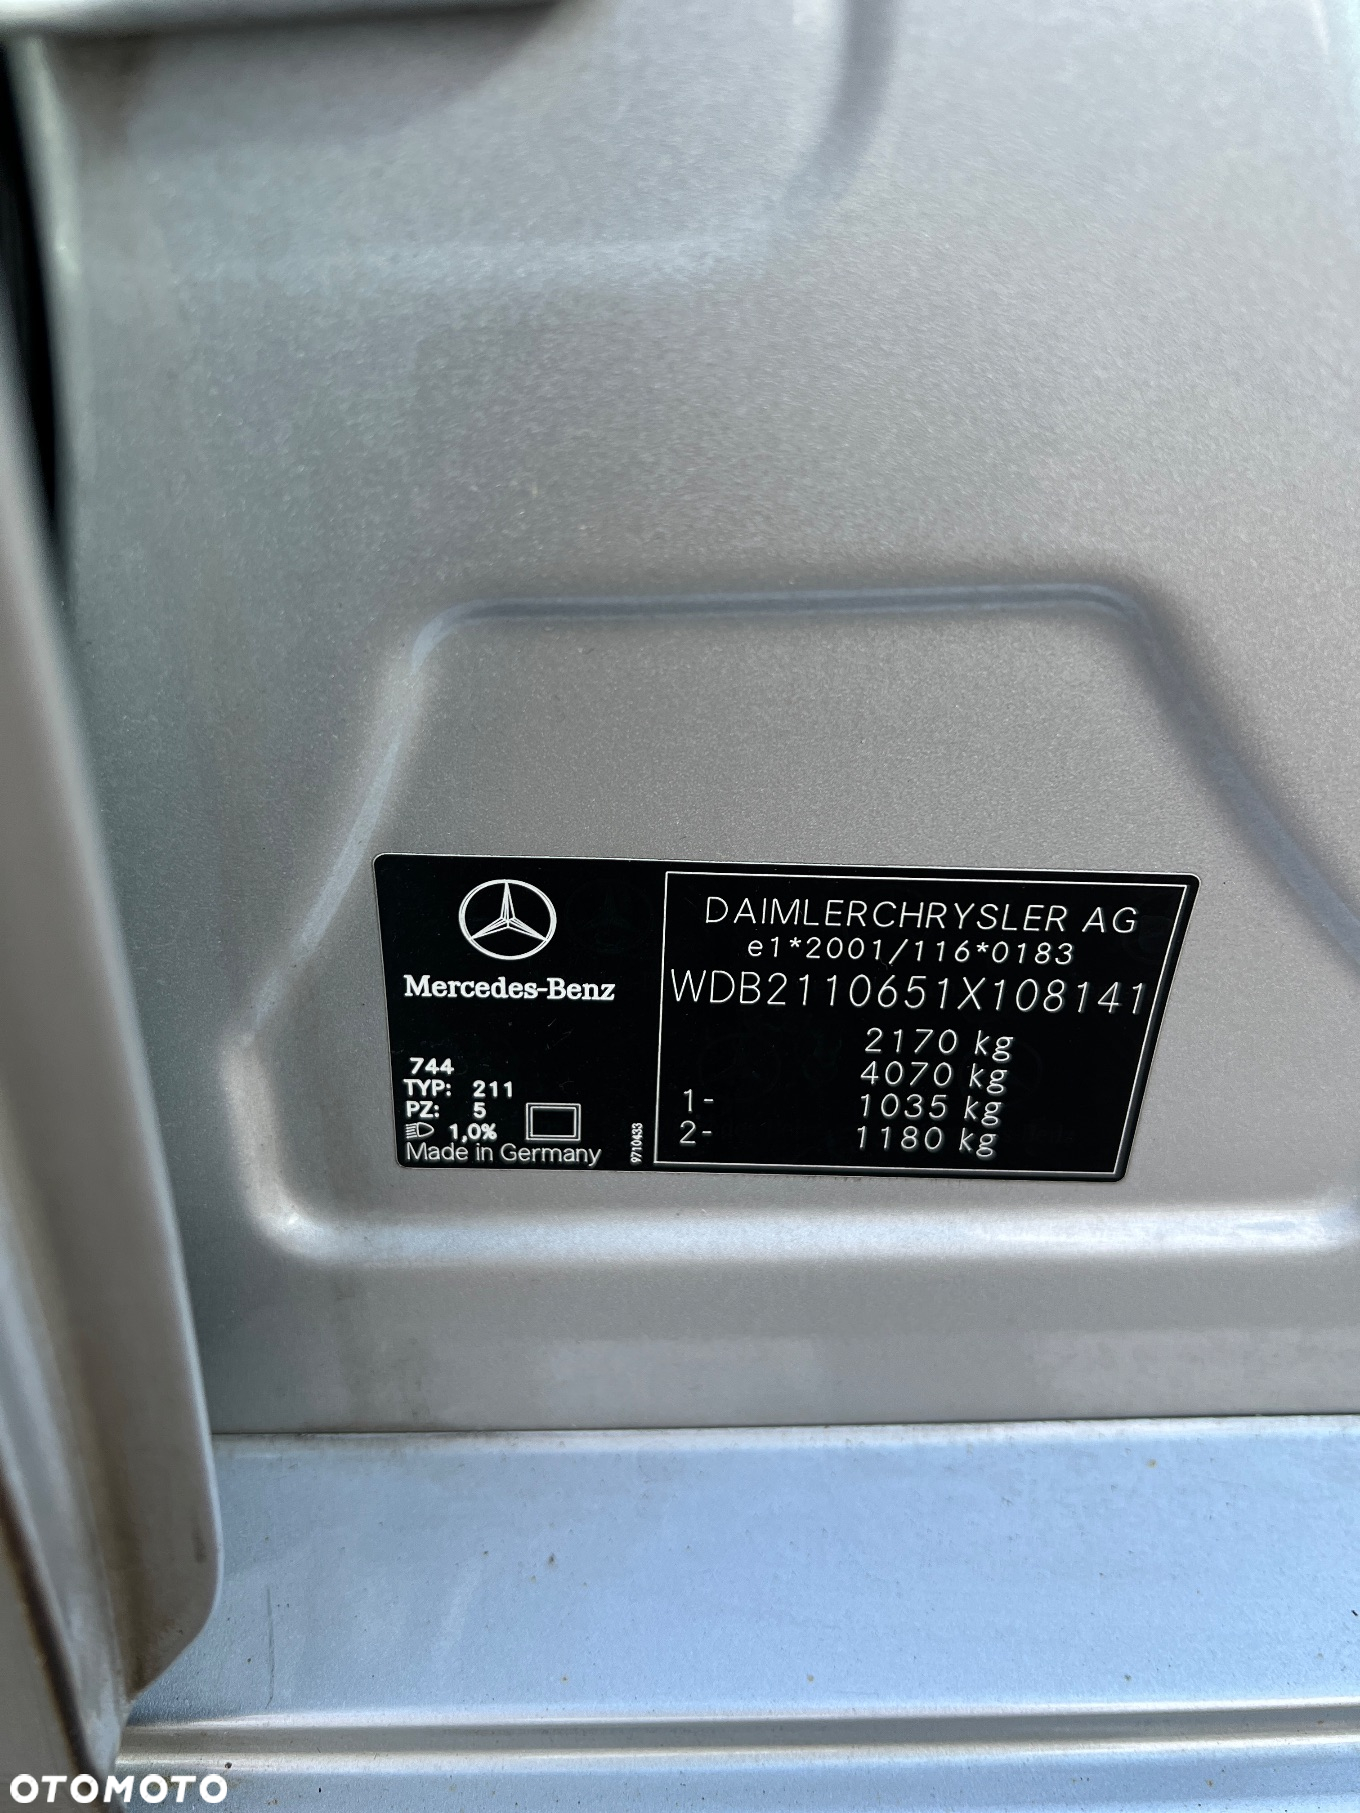 Mercedes-Benz
744
TYP: 211
PZ: 5
1,0%
Made in Germany
9710433
DAIMLERCHRYSLER AG
e1*2001/116*0183
WDB2110651X108141
2170 kg
4070 kg
1- 1035 kg
2- 1180 kg
OTOMOTO